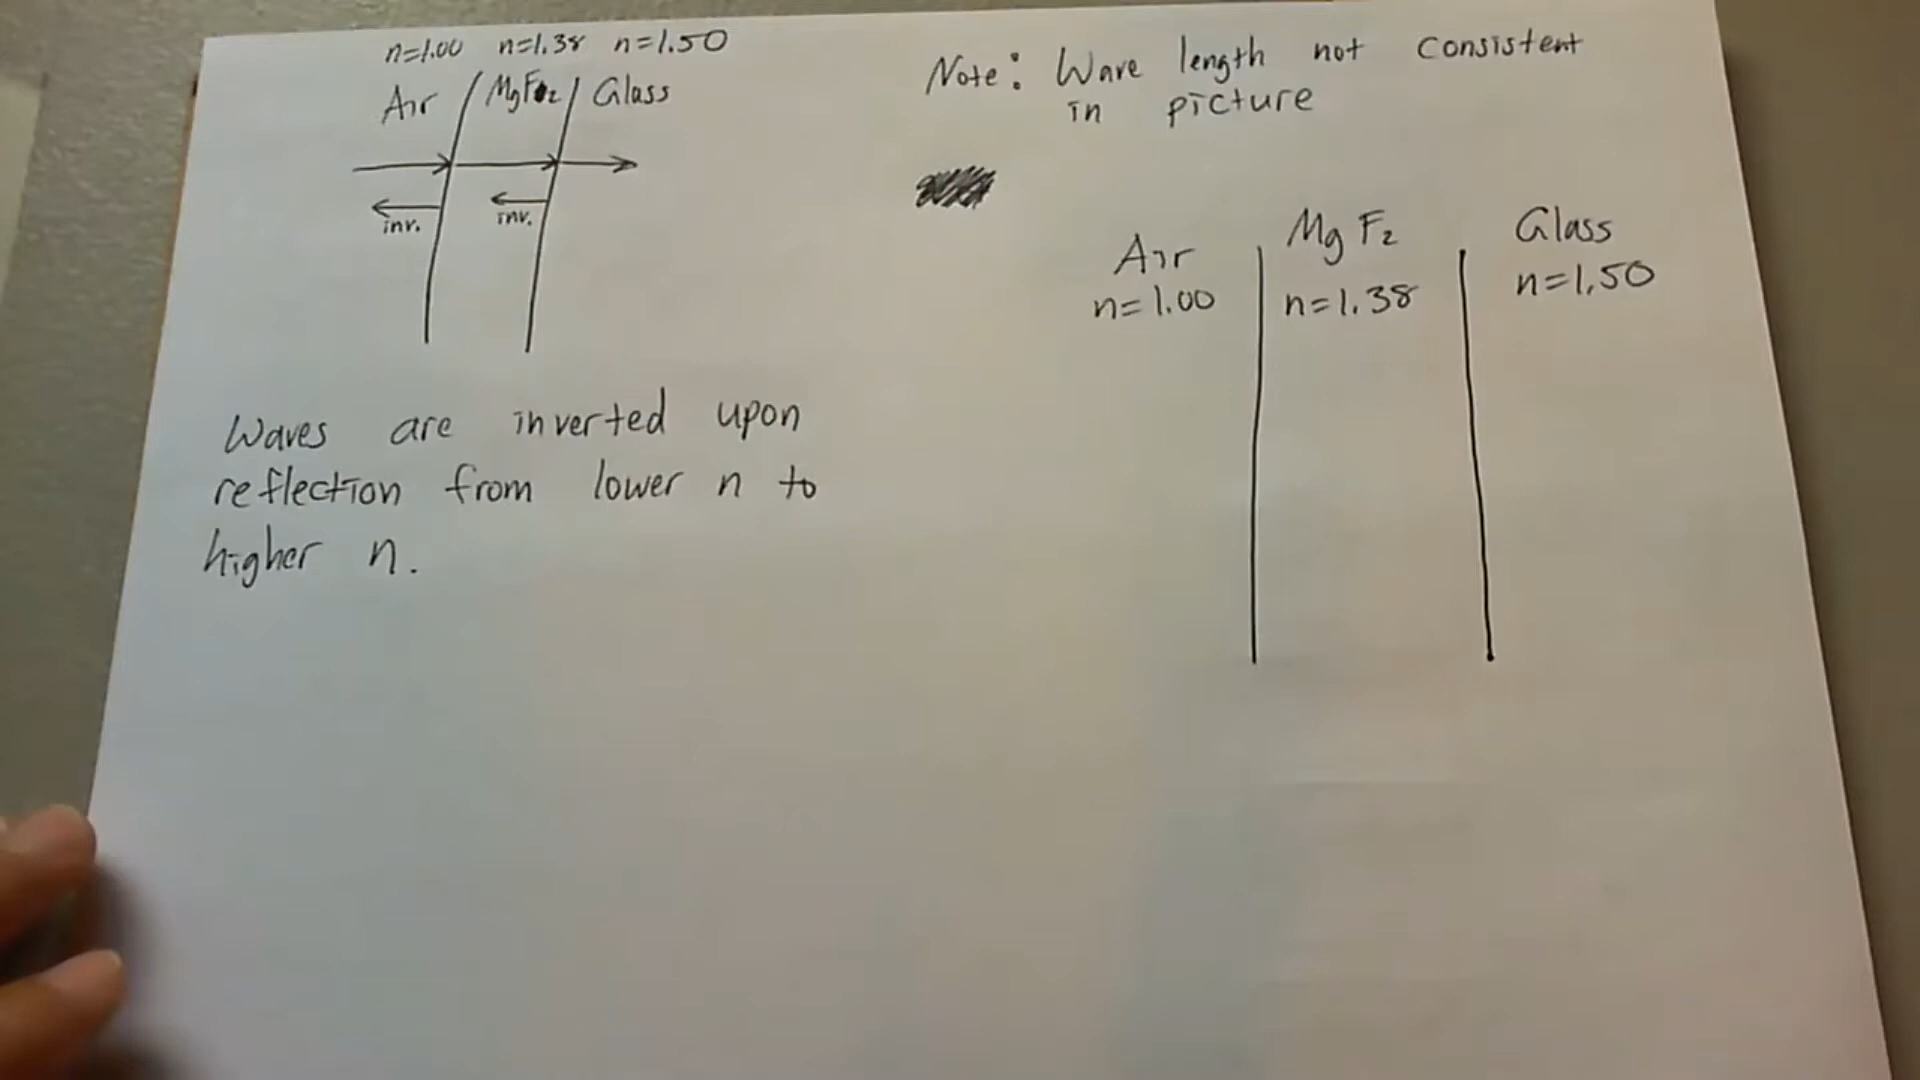 n=1.00 n=1.38 n=1.50
Air MgF2 Glass
inv. inv.
Waves are inverted upon
reflection from lower n to
higher n.
Note: Wave length not consistent
in picture
Air MgF2 Glass
n=1.00 n=1.38 n=1.50